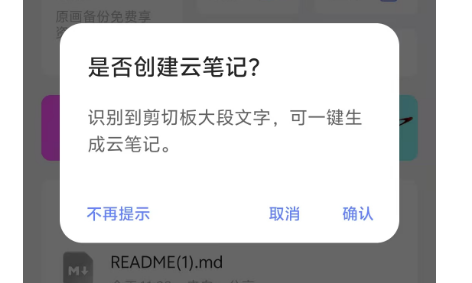 原画备份免费享
是否创建云笔记?
识别到剪切板大段文字，可一键生
成云笔记。
不再提示
取消
确认
README(1).md
M↓